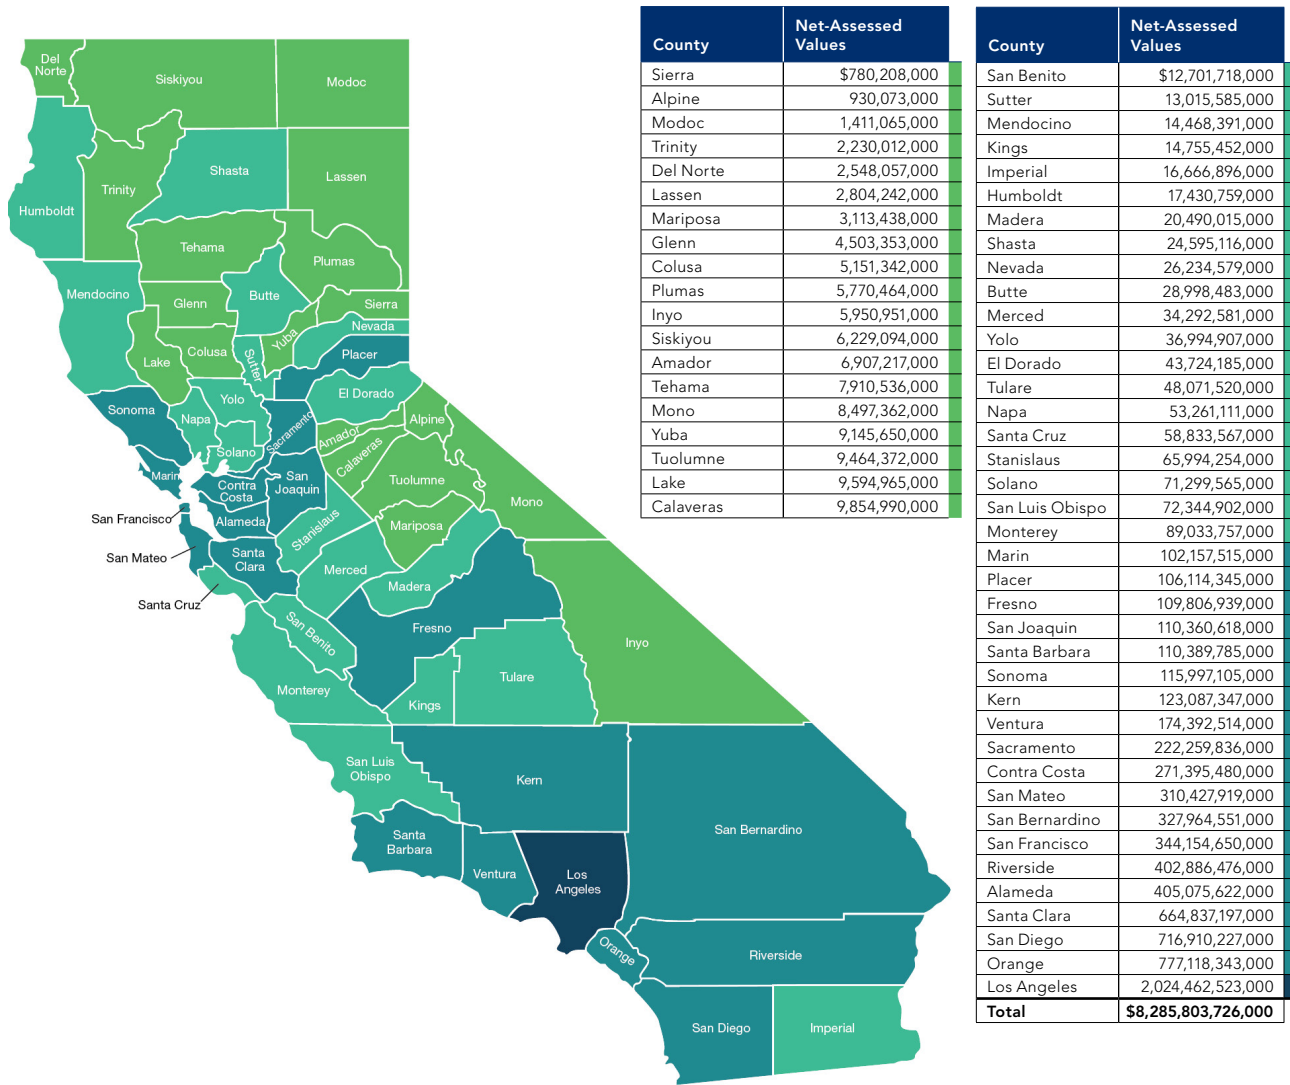 Del
Norte
Siskiyou
Modoc
Shasta
Lassen
Trinity
Humboldt
Tehama
Plumas
Mendocino
Glenn
Butte
Sierra
Nevada
Yuba
Colusa
Sutter
Placer
Lake
El Dorado
Yolo
Sonoma
Napa
Sacramento
Alpine
Amador
Solano
Calaveras
Marin
San
Joaquin
Tuolumne
Contra
Costa
Mono
San Francisco
Alameda
Stanislaus
Mariposa
San Mateo
Santa
Clara
Merced
Madera
Santa Cruz
San Benito
Fresno
Inyo
Monterey
Tulare
Kings
San Luis
Obispo
Kern
San Bernardino
Santa
Barbara
Ventura
Los
Angeles
Orange
Riverside
San Diego
Imperial
County Net-Assessed
Values
Sierra $780,208,000
Alpine 930,073,000
Modoc 1,411,065,000
Trinity 2,230,012,000
Del Norte 2,548,057,000
Lassen 2,804,242,000
Mariposa 3,113,438,000
Glenn 4,503,353,000
Colusa 5,151,342,000
Plumas 5,770,464,000
Inyo 5,950,951,000
Siskiyou 6,229,094,000
Amador 6,907,217,000
Tehama 7,910,536,000
Mono 8,497,362,000
Yuba 9,145,650,000
Tuolumne 9,464,372,000
Lake 9,594,965,000
Calaveras 9,854,990,000
County Net-Assessed
Values
San Benito $12,701,718,000
Sutter 13,015,585,000
Mendocino 14,468,391,000
Kings 14,755,452,000
Imperial 16,666,896,000
Humboldt 17,430,759,000
Madera 20,490,015,000
Shasta 24,595,116,000
Nevada 26,234,579,000
Butte 28,998,483,000
Merced 34,292,581,000
Yolo 36,994,907,000
El Dorado 43,724,185,000
Tulare 48,071,520,000
Napa 53,261,111,000
Santa Cruz 58,833,567,000
Stanislaus 65,994,254,000
Solano 71,299,565,000
San Luis Obispo 72,344,902,000
Monterey 89,033,757,000
Marin 102,157,515,000
Placer 106,114,345,000
Fresno 109,806,939,000
San Joaquin 110,360,618,000
Santa Barbara 110,389,785,000
Sonoma 115,997,105,000
Kern 123,087,347,000
Ventura 174,392,514,000
Sacramento 222,259,836,000
Contra Costa 271,395,480,000
San Mateo 310,427,919,000
San Bernardino 327,964,551,000
San Francisco 344,154,650,000
Riverside 402,886,476,000
Alameda 405,075,622,000
Santa Clara 664,837,197,000
San Diego 716,910,227,000
Orange 777,118,343,000
Los Angeles 2,024,462,523,000
Total $8,285,803,726,000